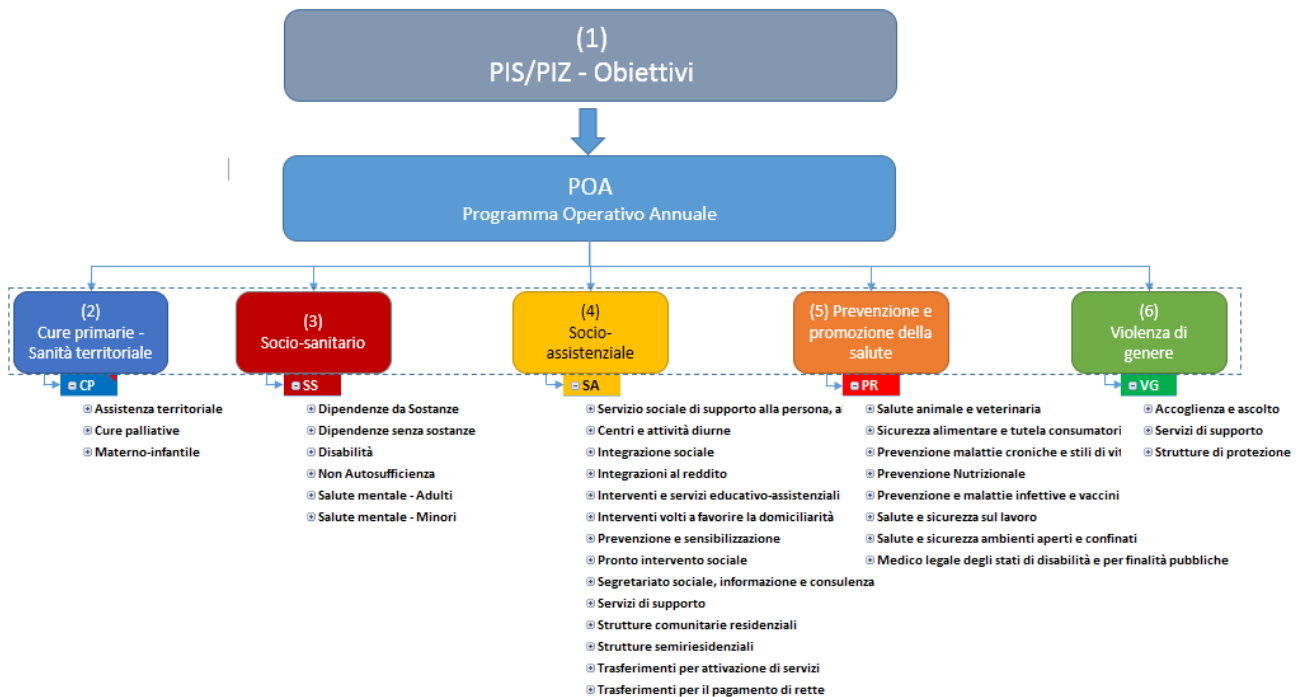 (1)
PIS/PIZ - Obiettivi
POA
Programma Operativo Annuale
(2)
Cure primarie -
Sanità territoriale
CP
Assistenza territoriale
Cure palliative
Materno-infantile
(3)
Socio-sanitario
SS
Dipendenze da Sostanze
Dipendenze senza sostanze
Disabilità
Non Autosufficienza
Salute mentale - Adulti
Salute mentale - Minori
(4)
Socio-
assistenziale
SA
Servizio sociale di supporto alla persona, al
Centri e attività diurne
Integrazione sociale
Integrazioni al reddito
Interventi e servizi educativo-assistenziali
Interventi volti a favorire la domiciliarità
Prevenzione e sensibilizzazione
Pronto intervento sociale
Segretariato sociale, informazione e consulenza
Servizi di supporto
Strutture comunitarie residenziali
Strutture semiresidenziali
Trasferimenti per attivazione di servizi
Trasferimenti per il pagamento di rette
(5) Prevenzione e
promozione della
salute
PR
Salute animale e veterinaria
Sicurezza alimentare e tutela consumatori
Prevenzione malattie croniche e stili di vit
Prevenzione Nutrizionale
Prevenzione e malattie infettive e vaccini
Salute e sicurezza sul lavoro
Salute e sicurezza ambienti aperti e confinati
Medico legale degli stati di disabilità e per finalità pubbliche
(6)
Violenza di
genere
VG
Accoglienza e ascolto
Servizi di supporto
Strutture di protezione